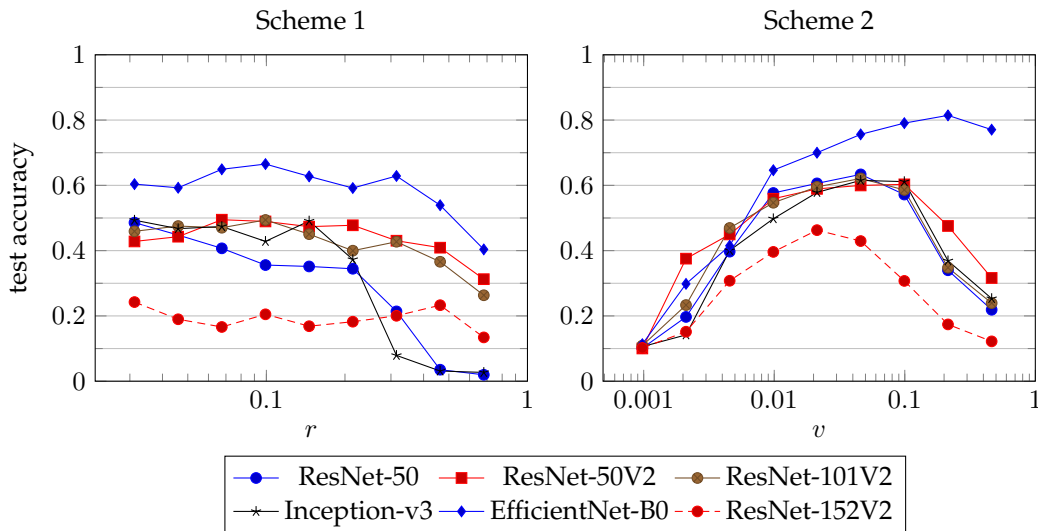 Scheme 1
Scheme 2
test accuracy
1
0.8
0.6
0.4
0.2
0
0.1
1
r
1
0.8
0.6
0.4
0.2
0
0.001
0.01
0.1
1
v
ResNet-50 ResNet-50V2 ResNet-101V2
Inception-v3 EfficientNet-B0 ResNet-152V2